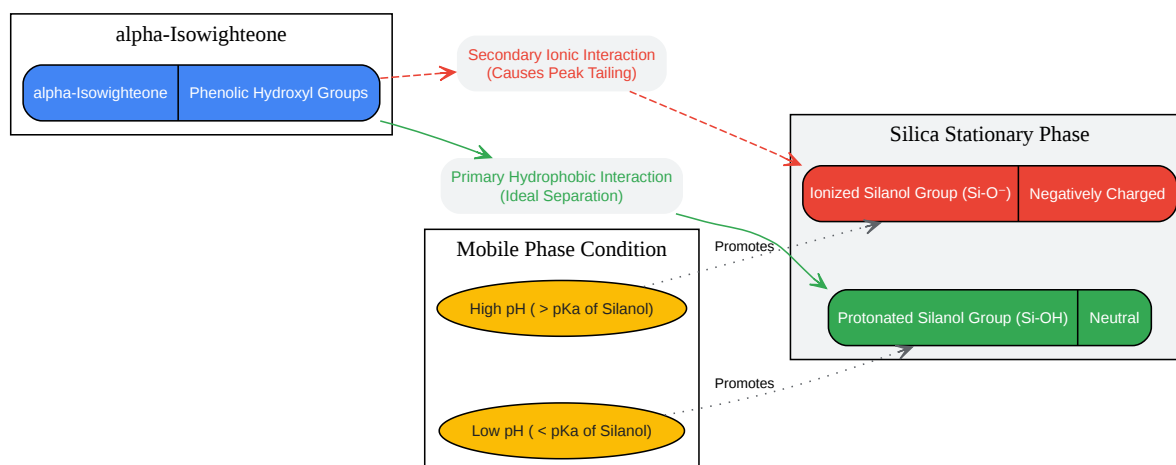 alpha-Isowighteone
alpha-Isowighteone
Phenolic Hydroxyl Groups
Secondary Ionic Interaction
(Causes Peak Tailing)
Primary Hydrophobic Interaction
(Ideal Separation)
Silica Stationary Phase
Ionized Silanol Group (Si-O⁻)
Negatively Charged
Protonated Silanol Group (Si-OH)
Neutral
Mobile Phase Condition
High pH ( > pKa of Silanol)
Low pH ( < pKa of Silanol)
Promotes
Promotes